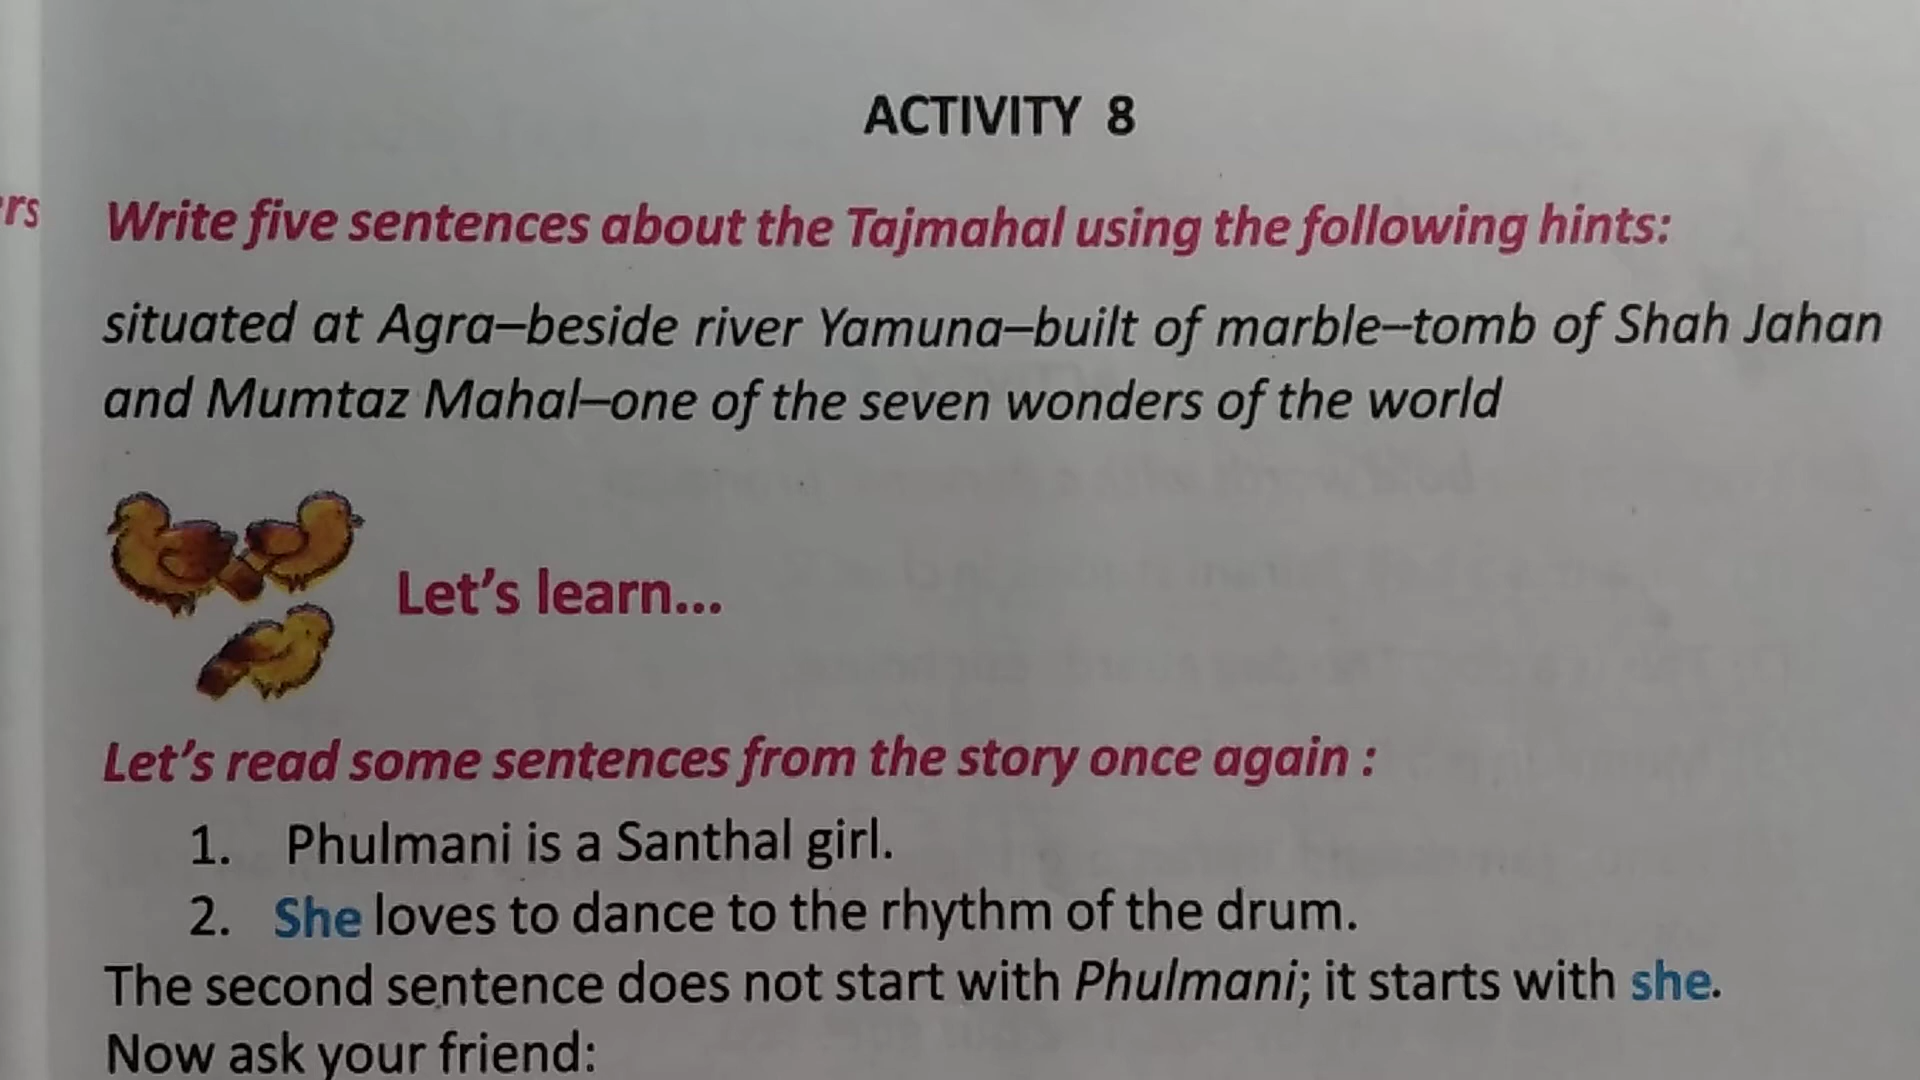 ACTIVITY 8
rs
Write five sentences about the Tajmahal using the following hints:
situated at Agra–beside river Yamuna–built of marble–tomb of Shah Jahan
and Mumtaz Mahal–one of the seven wonders of the world
Let's learn...
Let's read some sentences from the story once again :
1. Phulmani is a Santhal girl.
2. She loves to dance to the rhythm of the drum.
The second sentence does not start with Phulmani; it starts with she.
Now ask your friend: